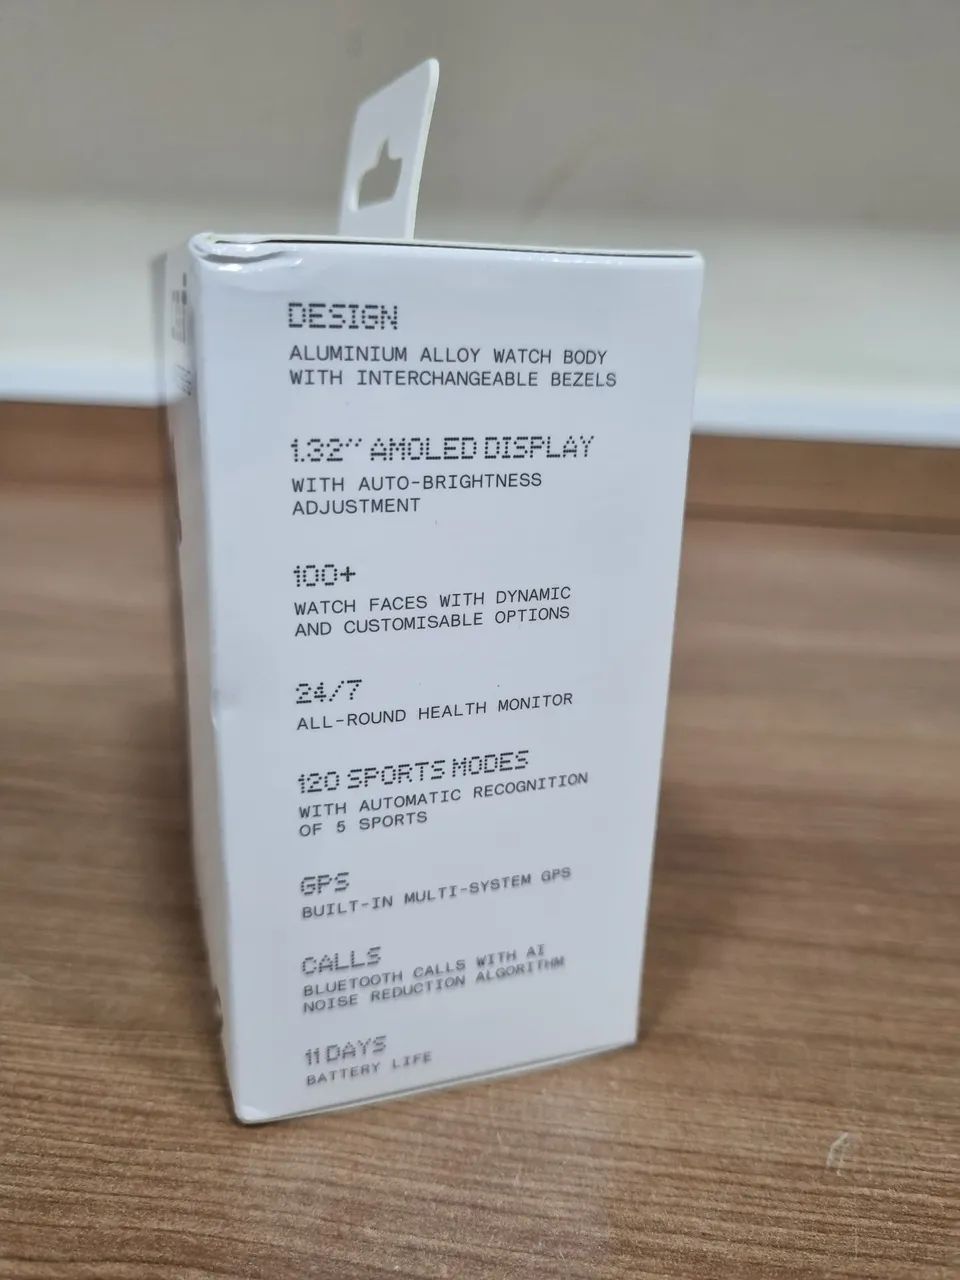 DESIGN
ALUMINIUM ALLOY WATCH BODY
WITH INTERCHANGEABLE BEZELS
1.32″ AMOLED DISPLAY
WITH AUTO-BRIGHTNESS
ADJUSTMENT
100+
WATCH FACES WITH DYNAMIC
AND CUSTOMISABLE OPTIONS
24/7
ALL-ROUND HEALTH MONITOR
120 SPORTS MODES
WITH AUTOMATIC RECOGNITION
OF 5 SPORTS
GPS
BUILT-IN MULTI-SYSTEM GPS
CALLS
BLUETOOTH CALLS WITH AI
NOISE REDUCTION ALGORITHM
11 DAYS
BATTERY LIFE